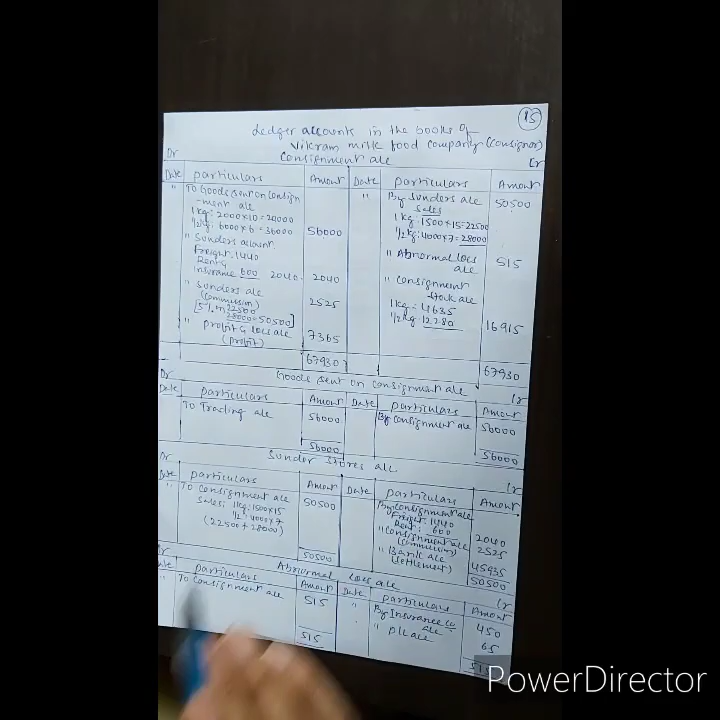 15
Ledger accounts in the books of
Vikram milk food company (consignor)
Dr Consignment a/c Cr
Date particulars Amount Date particulars Amount
" To Goods sent on consign " By Sunders a/c 50500
-ment a/c Sales
1kg: 2000×10=20000 1kg: 1500×15=22500
½kg: 6000×6=36000 56000 ½kg: 4000×7=28000
" Sunders account " Abnormal loss 515
Freight: 1440 a/c
Rent &
Insurance 600 2040 2040 " consignment
" Sunders a/c stock a/c
(commission) 2525 1kg: 4635
[5% on 22500 ½kg: 12280 16915
28000=50500]
" profit & loss a/c 7365
(profit)
67930 67930
Dr Goods sent on consignment a/c Cr
Date particulars Amount Date particulars Amount
To Trading a/c 56000 By consignment a/c 56000
56000 56000
Dr Sunder stores a/c Cr
Date particulars Amount Date particulars Amount
" To consignment a/c 50500 By consignment a/c
Sales: 1kg: 1500×15 Freight: 1440
½: 4000×7 Rent: 600 2040
(22500+28000) " consignment a/c 2525
(commission)
" Bank a/c 45935
(settlement)
50500 50500
Dr Abnormal loss a/c Cr
Date particulars Amount Date particulars Amount
" To consignment a/c 515 " By Insurance co 450
a/c
" P/L a/c 65
515 515
PowerDirector